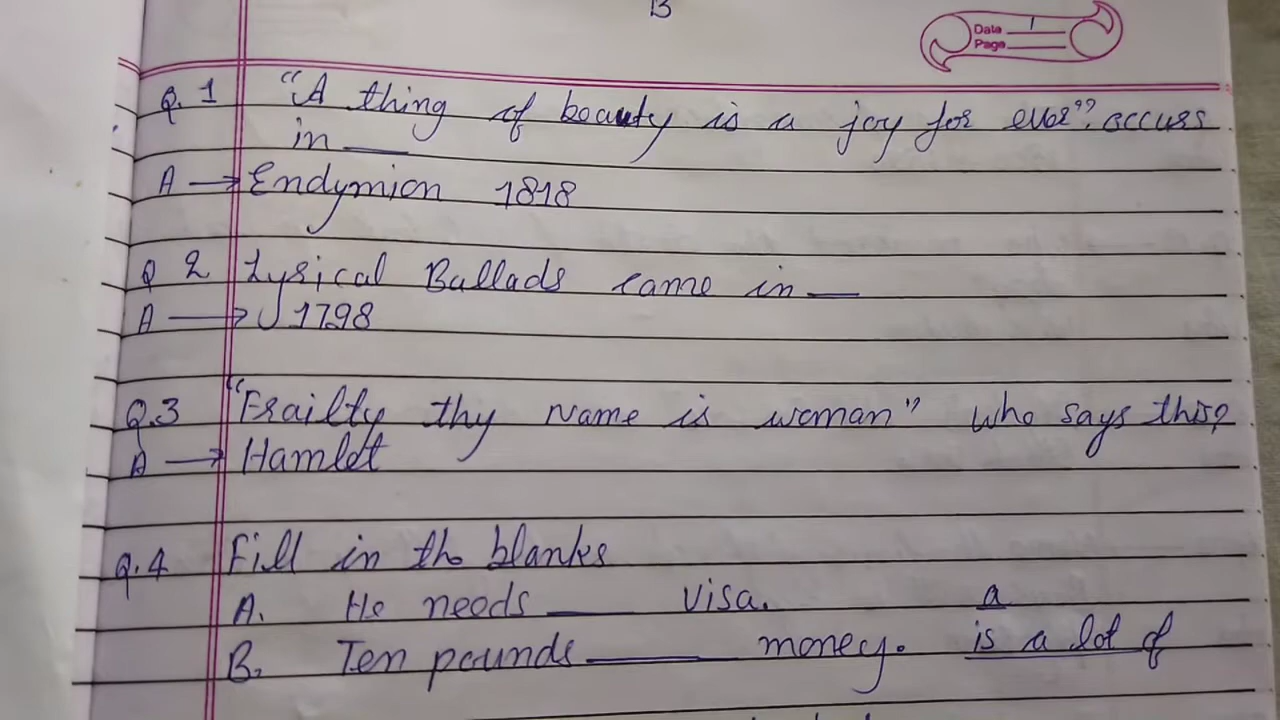 B
Date 1
Page
Q.1 "A thing of beauty is a joy for ever". occurs
in ___
A → Endymion 1818
Q 2 Lyrical Ballads came in ___
A → 1798
Q.3 "Frailty thy Name is woman" Who says this?
A → Hamlet
Q.4 Fill in the blanks
A. He needs ___ visa. a
B. Ten pounds ___ money. is a lot of